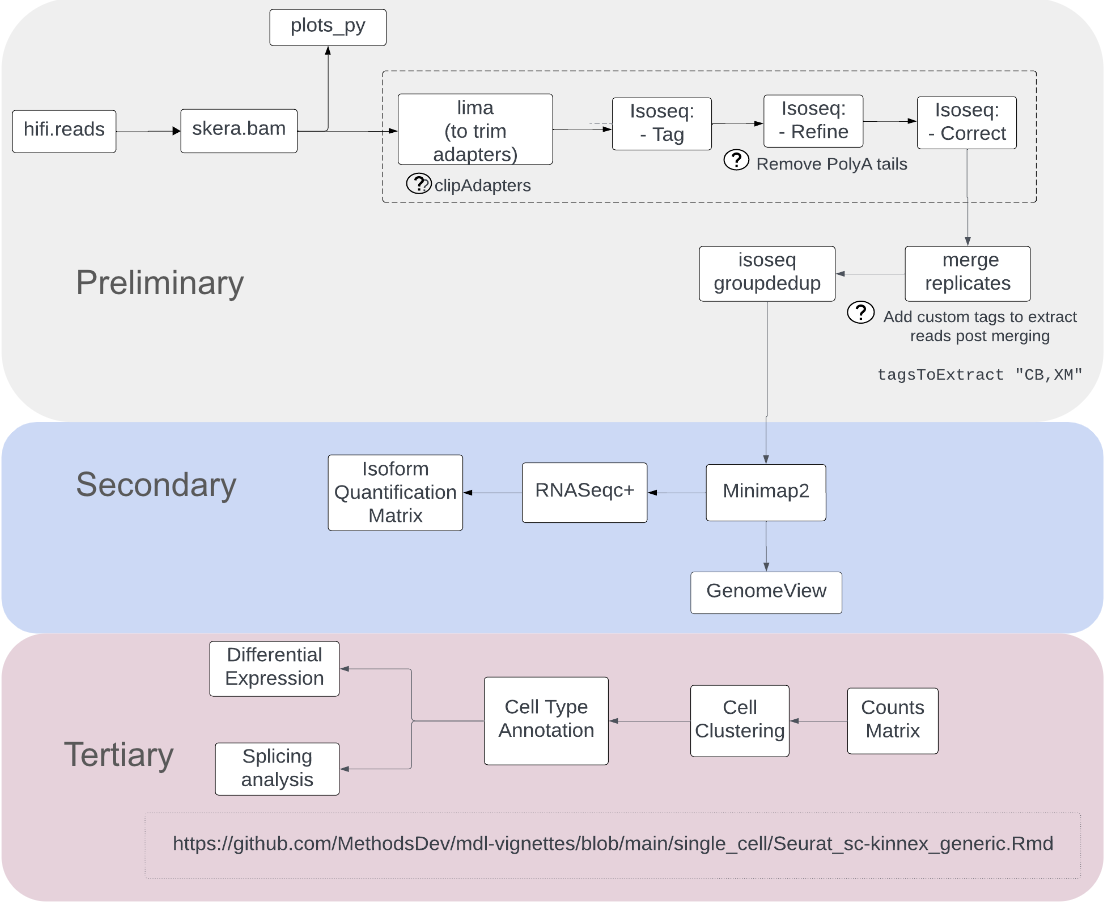 plots_py
hifi.reads
skera.bam
lima
(to trim
adapters)
Isoseq:
- Tag
Isoseq:
- Refine
Isoseq:
- Correct
? clipAdapters
? Remove PolyA tails
Preliminary
isoseq
groupdedup
merge
replicates
? Add custom tags to extract
reads post merging
tagsToExtract "CB,XM"
Secondary
Isoform
Quantification
Matrix
RNASeqc+
Minimap2
GenomeView
Tertiary
Differential
Expression
Splicing
analysis
Cell Type
Annotation
Cell
Clustering
Counts
Matrix
https://github.com/MethodsDev/mdl-vignettes/blob/main/single_cell/Seurat_sc-kinnex_generic.Rmd